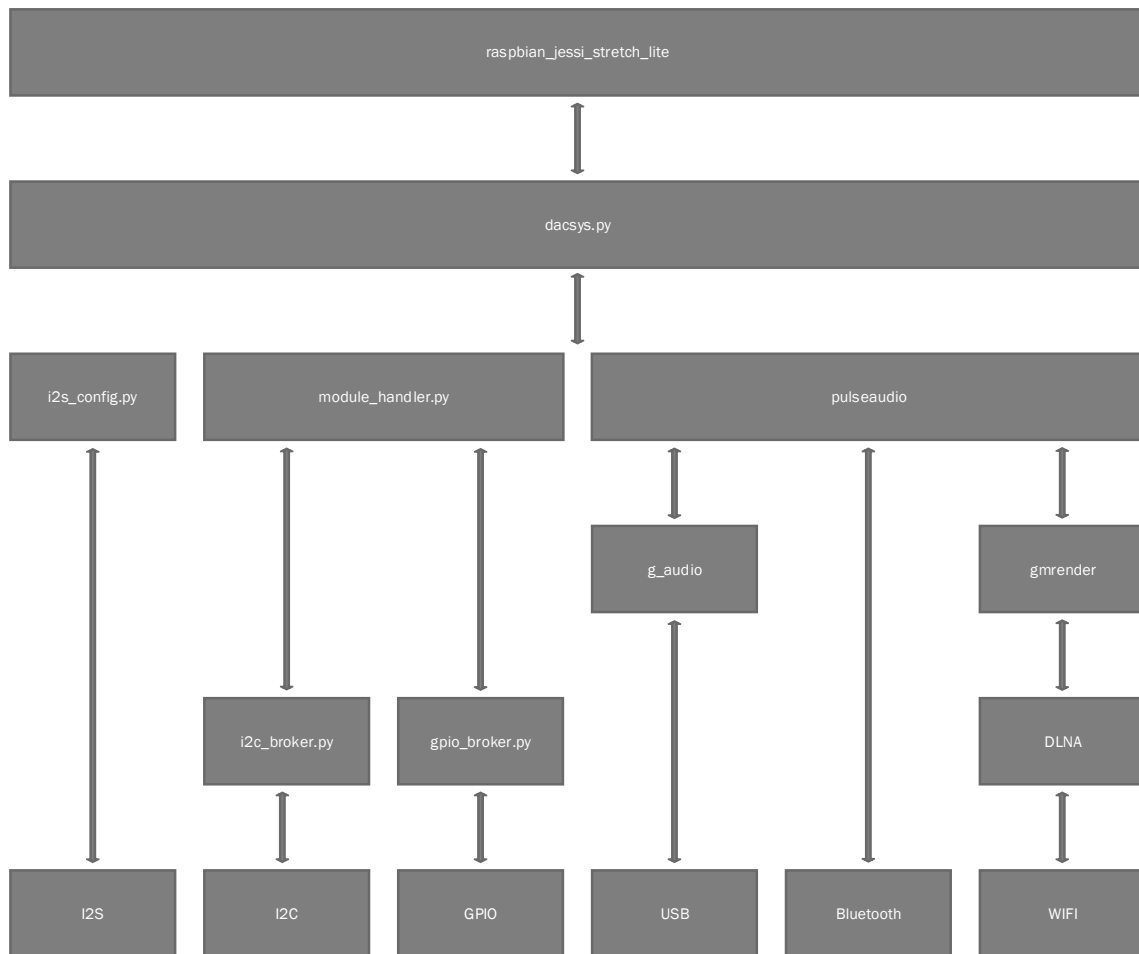 raspbian_jessi_stretch_lite
dacsys.py
i2s_config.py
module_handler.py
pulseaudio
g_audio
gmrender
i2c_broker.py
gpio_broker.py
DLNA
I2S
I2C
GPIO
USB
Bluetooth
WIFI